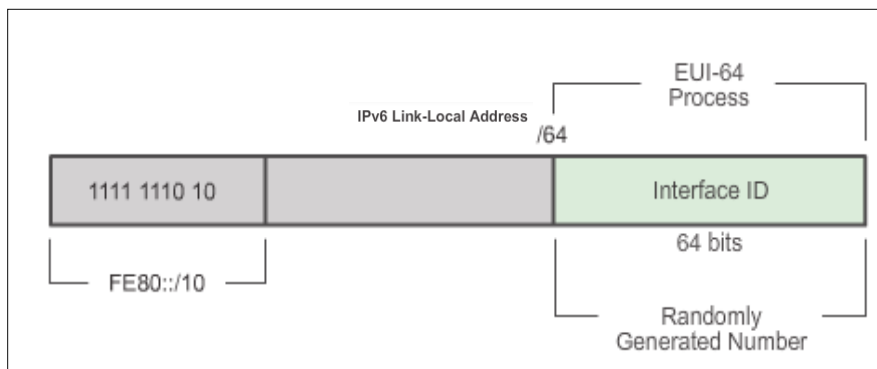 EUI-64
Process
IPv6 Link-Local Address
/64
1111 1110 10
Interface ID
64 bits
FE80::/10
Randomly
Generated Number